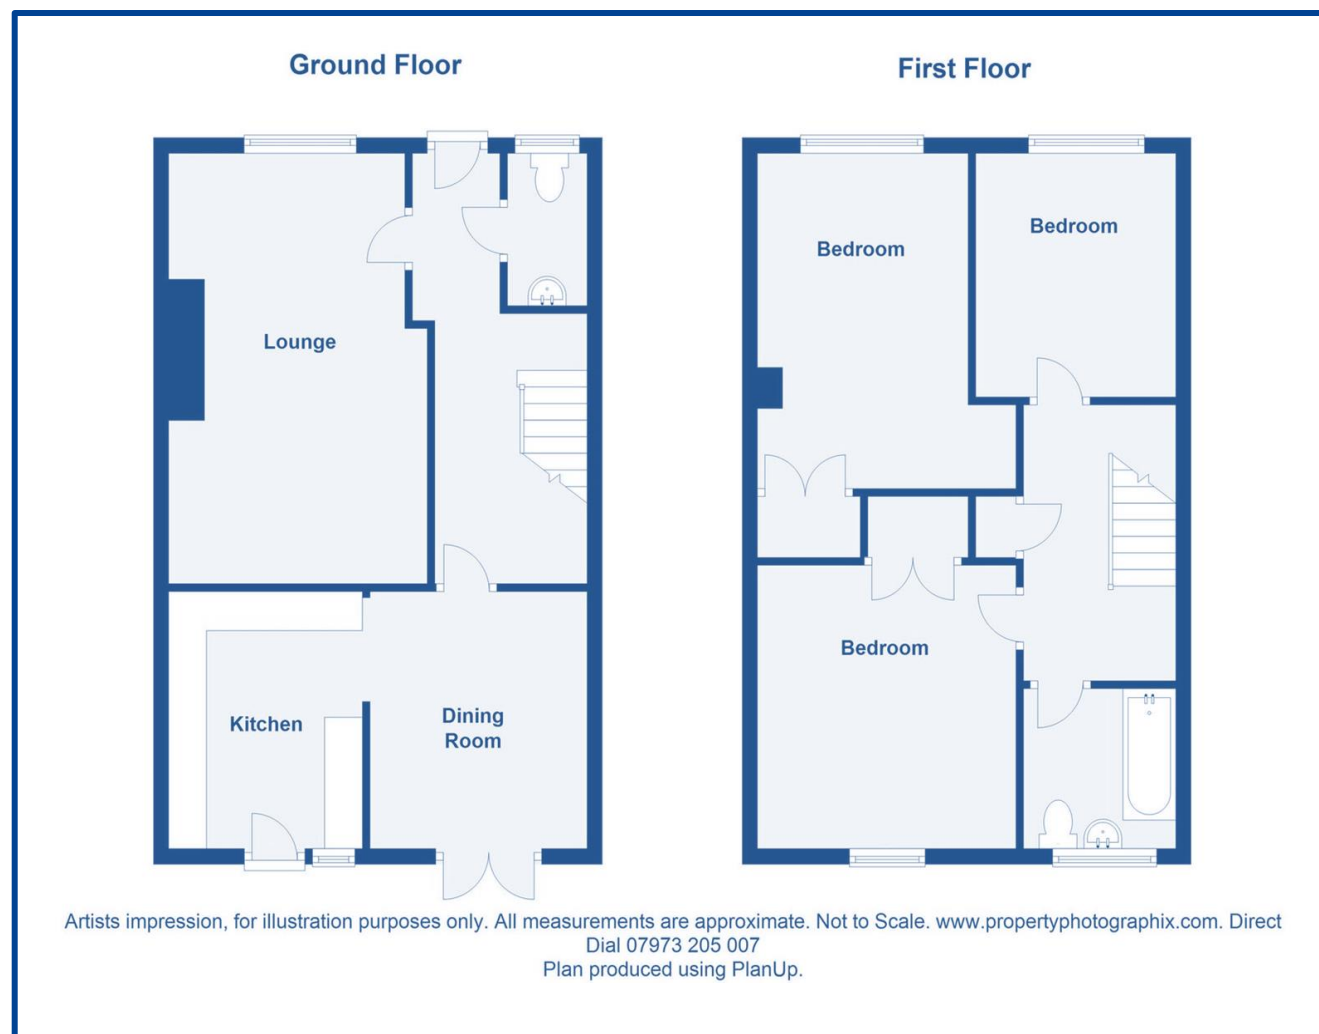 Ground Floor
First Floor
Bedroom
Bedroom
Lounge
Bedroom
Kitchen
Dining
Room
Artists impression, for illustration purposes only. All measurements are approximate. Not to Scale. www.propertyphotographix.com. Direct
Dial 07973 205 007
Plan produced using PlanUp.